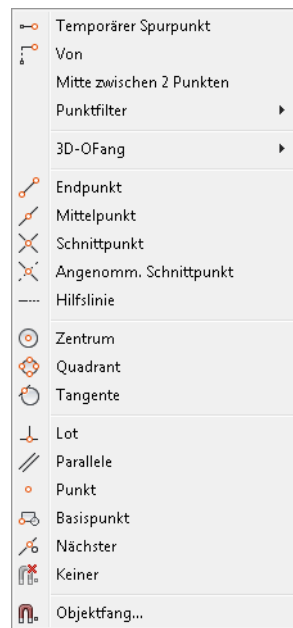 Temporärer Spurpunkt
Von
Mitte zwischen 2 Punkten
Punktfilter
3D-OFang
Endpunkt
Mittelpunkt
Schnittpunkt
Angenomm. Schnittpunkt
Hilfslinie
Zentrum
Quadrant
Tangente
Lot
Parallele
Punkt
Basispunkt
Nächster
Keiner
Objektfang...